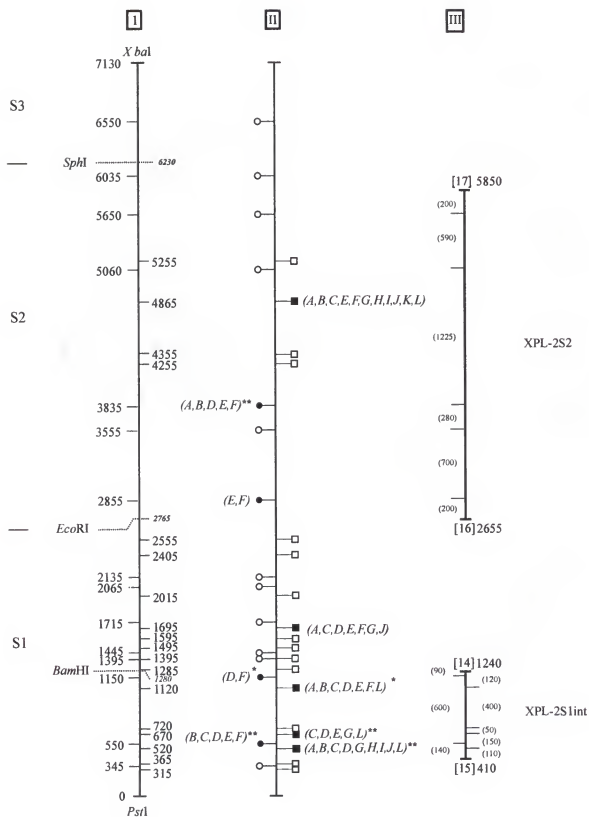 1 II III
XbaI
7130
S3
6550
SphI 6230
6035
[17] 5850
(200)
5650
(590)
5255
5060
S2
4865 (A,B,C,E,F,G,H,I,J,K,L)
(1225) XPL-2S2
4355
4255
(A,B,D,E,F)**
3835
(280)
3555
(700)
2855 (E,F)
(200)
2765
EcoRI [16] 2655
2555
2405
2135
2065
2015
1715
1695 (A,C,D,E,F,G,J)
S1
1595
1495
1445
1395 1395
[14] 1240
BamHI 1285
(90)
1150 1280 (D,F)*
(120)
1120 (A,B,C,D,E,F,L)*
(600) (400) XPL-2S1int
720
(50)
670 (B,C,D,E,F)** (C,D,E,G,L)**
(150)
550
(140)
520 (A,B,C,D,G,H,I,J,L)**
(110)
[15] 410
365
345
315
0
PstI